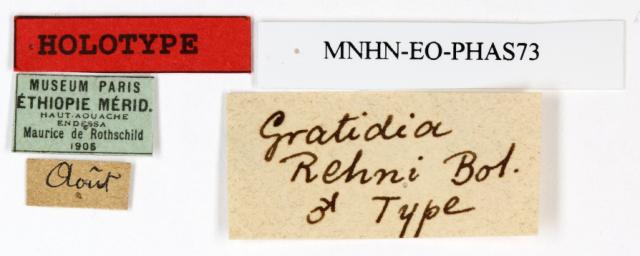 HOLOTYPE
MNHN-EO-PHAS73
MUSEUM PARIS
ÉTHIOPIE MÉRID.
HAUT-AOUACHE
ENDESSA
Maurice de Rothschild
1905
Août
Gratidia
Rehni Bol.
♂ Type